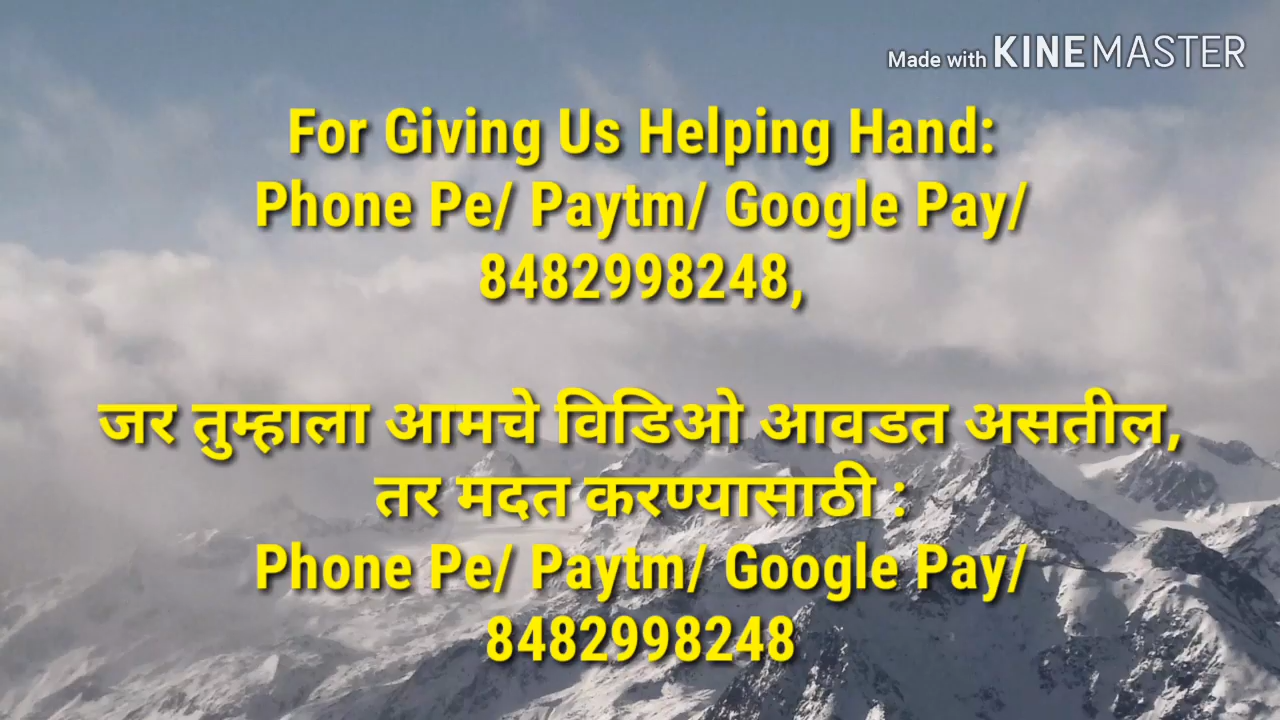 Made with KINEMASTER
For Giving Us Helping Hand:
Phone Pe/ Paytm/ Google Pay/
8482998248,
जर तुम्हाला आमचे विडिओ आवडत असतील,
तर मदत करण्यासाठी :
Phone Pe/ Paytm/ Google Pay/
8482998248